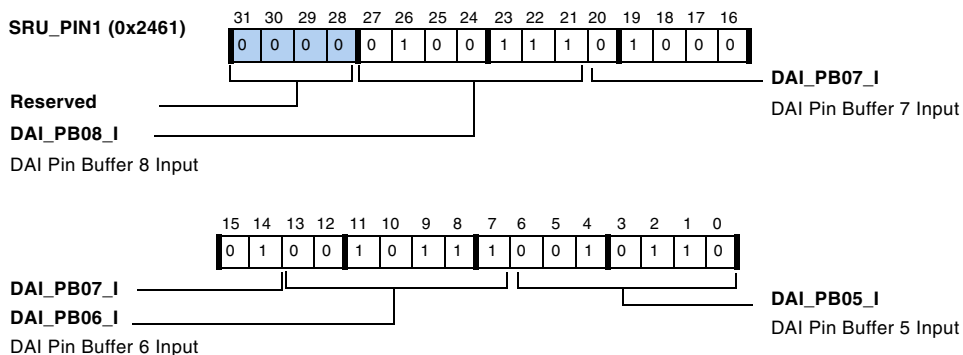 SRU_PIN1 (0x2461)
31 30 29 28 27 26 25 24 23 22 21 20 19 18 17 16
0 0 0 0 0 1 0 0 1 1 1 0 1 0 0 0
Reserved
DAI_PB08_I
DAI Pin Buffer 8 Input
DAI_PB07_I
DAI Pin Buffer 7 Input
15 14 13 12 11 10 9 8 7 6 5 4 3 2 1 0
0 1 0 0 1 0 1 1 1 0 0 1 0 1 1 0
DAI_PB07_I
DAI_PB06_I
DAI Pin Buffer 6 Input
DAI_PB05_I
DAI Pin Buffer 5 Input